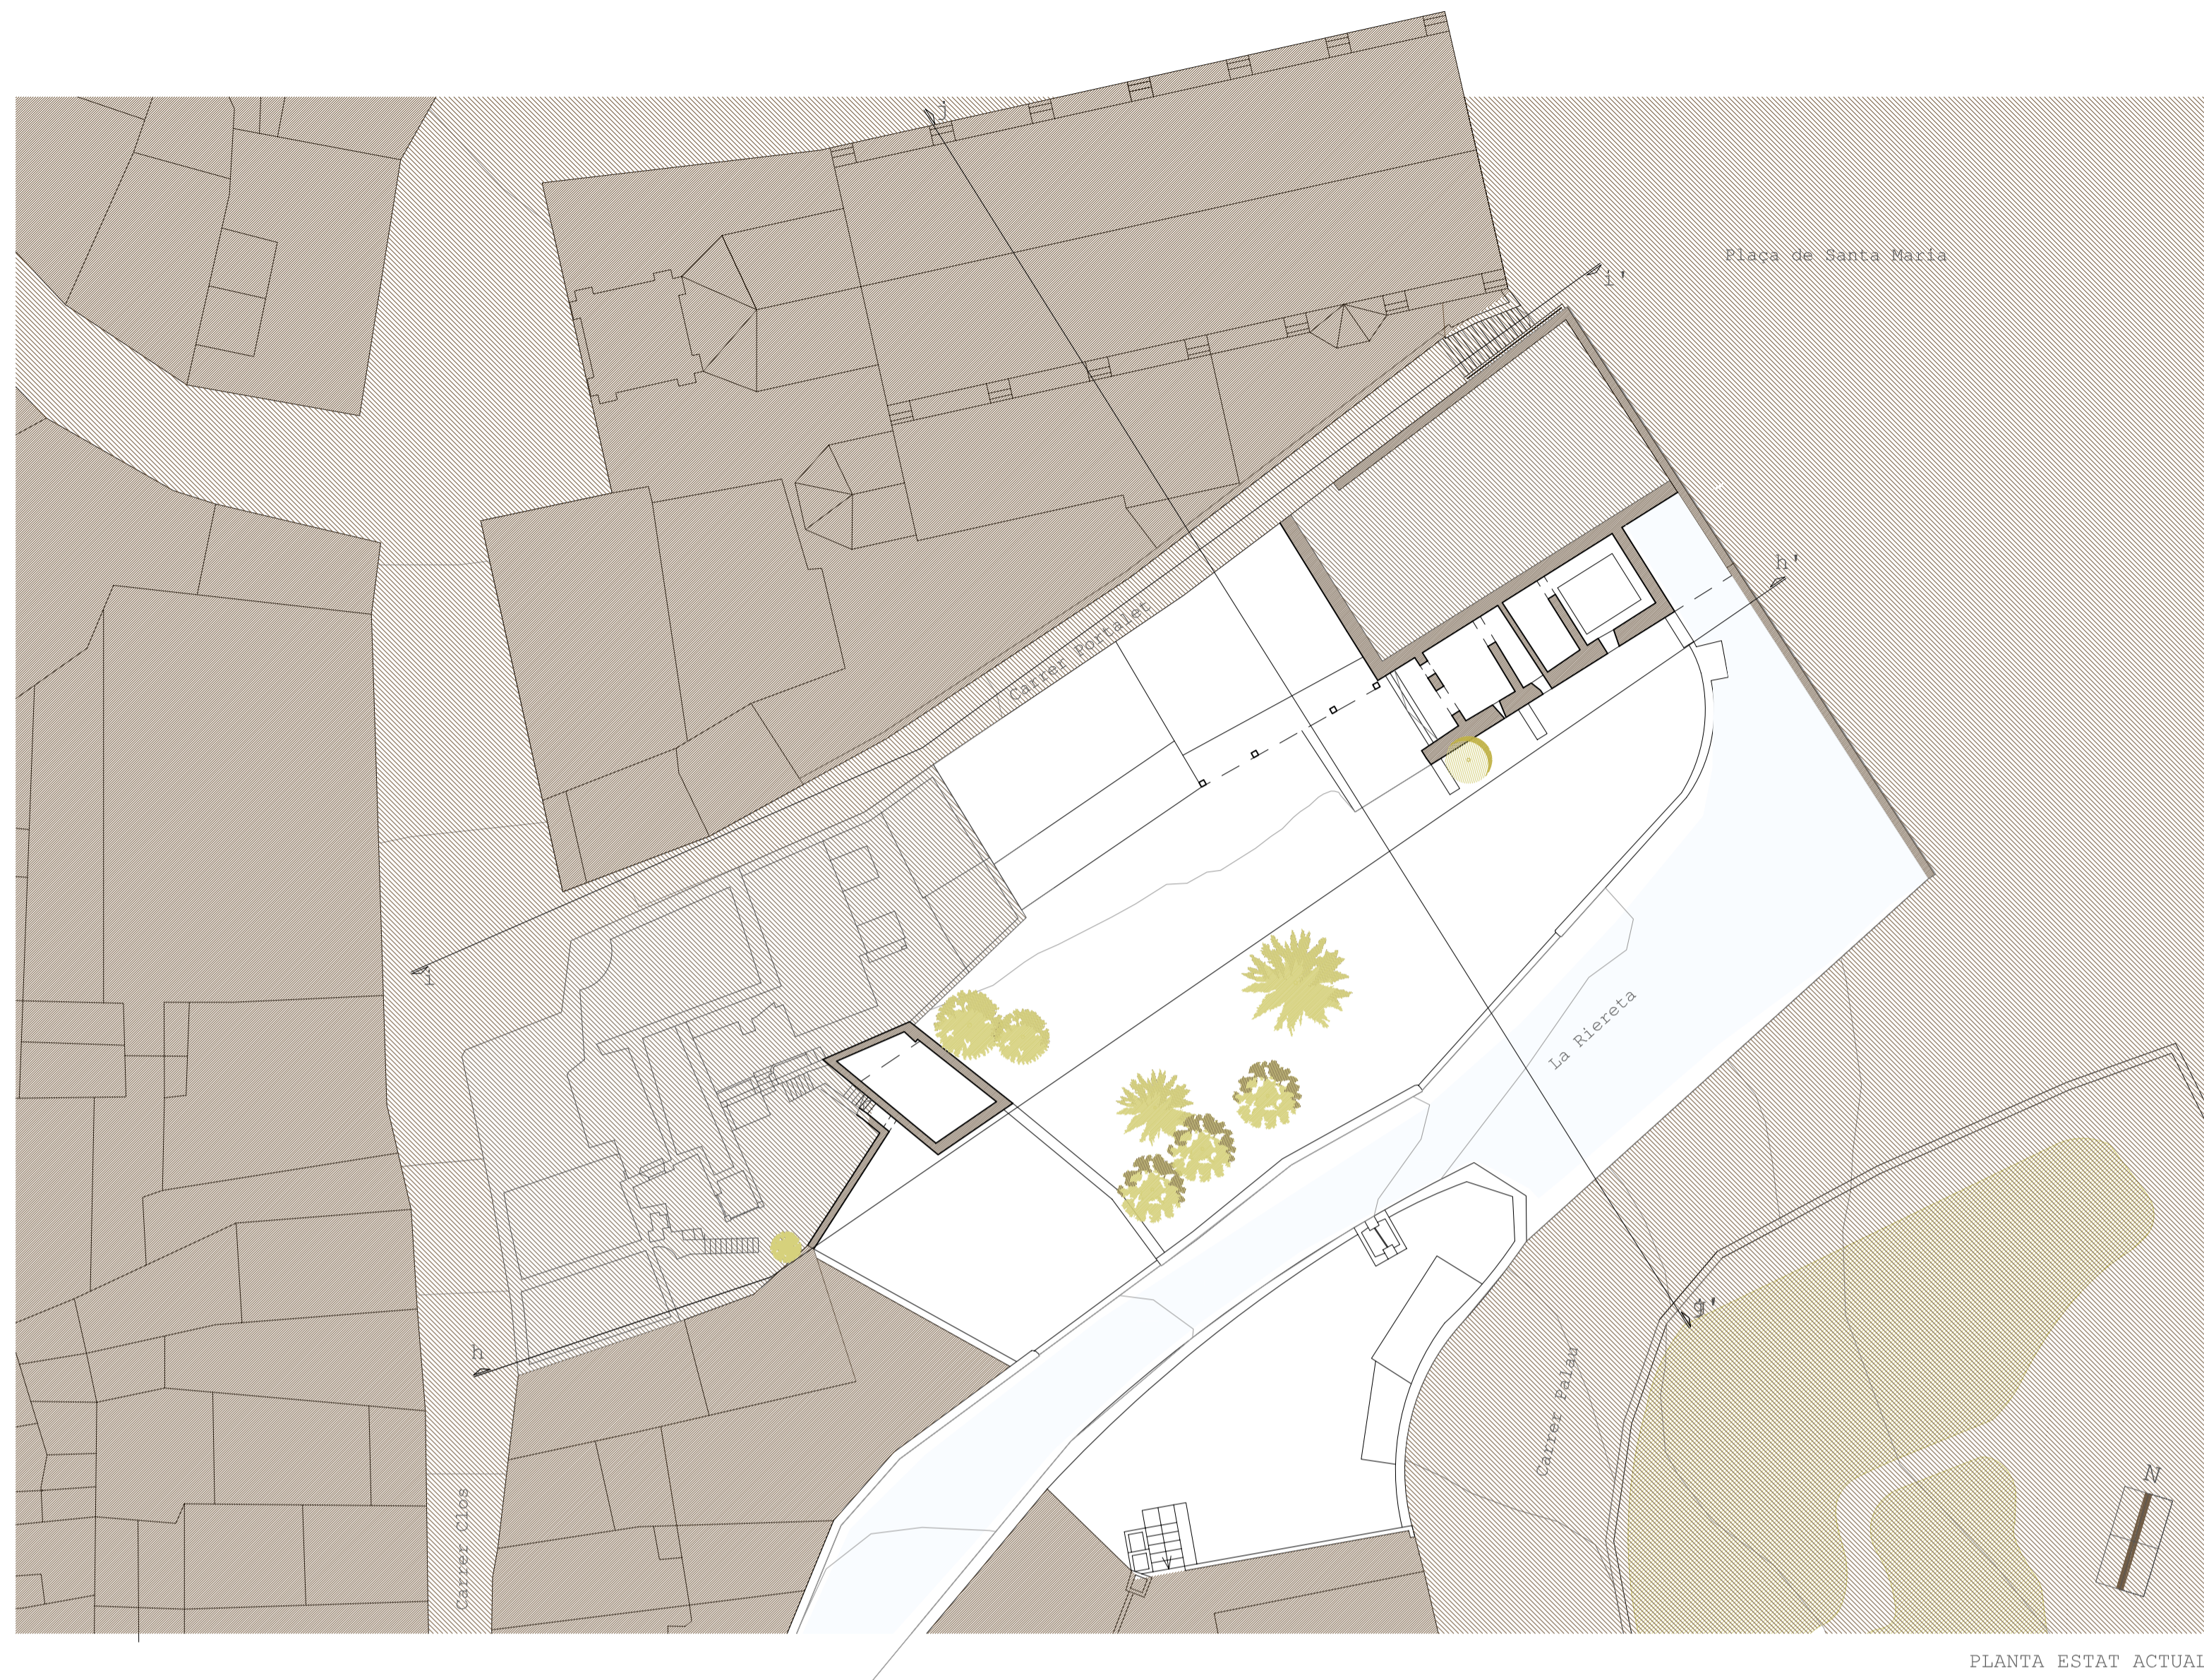 j
Plaça de Santa Maria
i'
h'
Carrer Portalet
i
La Riereta
g'
h
Carrer Palau
N
Carrer Clos
PLANTA ESTAT ACTUAL